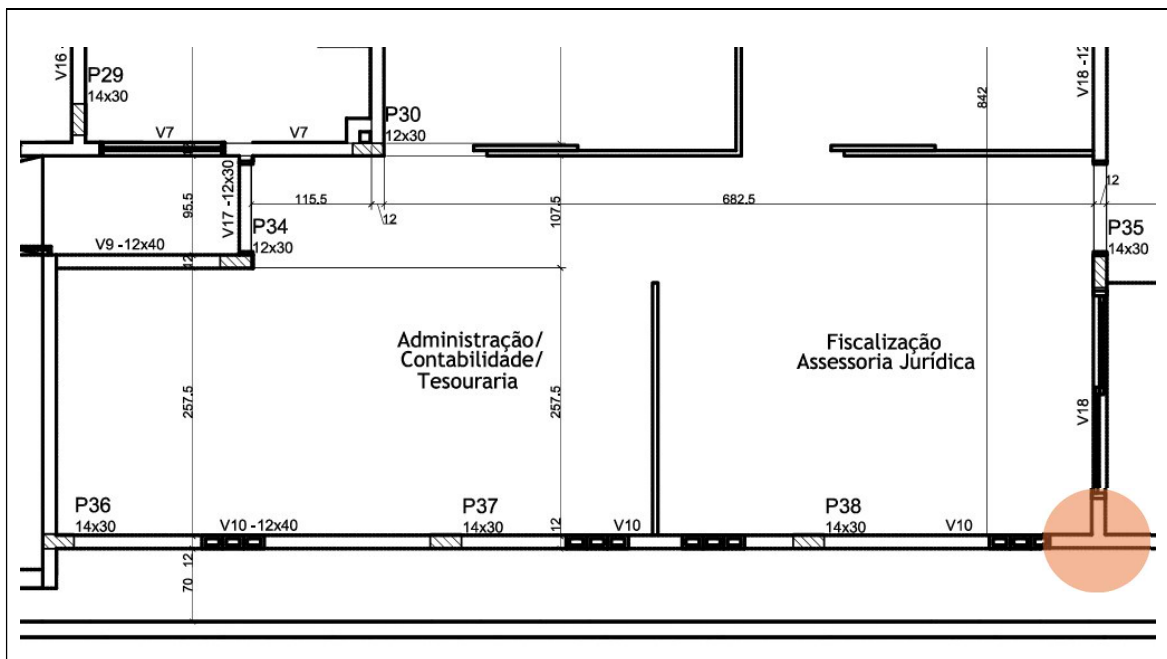 V16
P29
14x30
V7
V7
P30
12x30
842
V18 -12
95.5
V17 -12x30
115.5
12
107.5
682.5
12
P34
12x30
P35
14x30
V9 -12x40
12
Administração/
Contabilidade/
Tesouraria
Fiscalização
Assessoria Jurídica
257.5
257.5
V18
P36
14x30
V10 -12x40
P37
14x30
12
V10
P38
14x30
V10
12
70